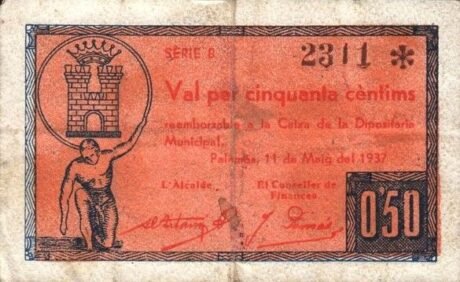 SÈRIE B
2311 *
Val per cinquanta cèntims
reemborsable a la Caixa de la Dipositaria
Municipal.
Palamós, 11 de Maig del 1937
L'Alcalde
El Conseller de
Finances
0'50